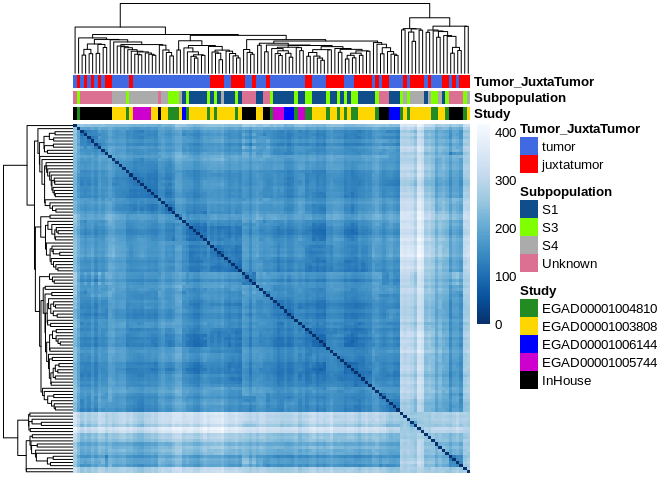 Tumor_JuxtaTumor
Subpopulation
Study
400
300
200
100
0
Tumor_JuxtaTumor
tumor
juxtatumor
Subpopulation
S1
S3
S4
Unknown
Study
EGAD00001004810
EGAD00001003808
EGAD00001006144
EGAD00001005744
InHouse